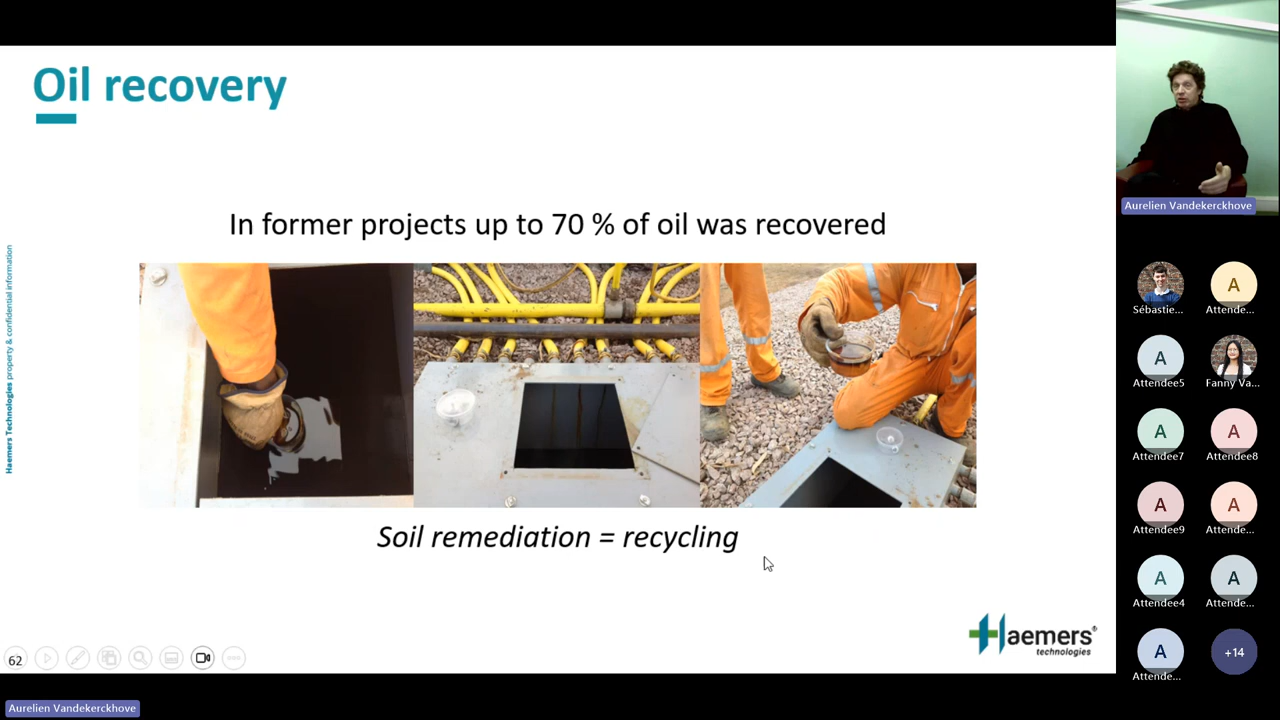 Oil recovery
In former projects up to 70 % of oil was recovered
Soil remediation = recycling
Haemers Technologies property & confidential information
Haemers®
technologies
62
Aurelien Vandekerckhove
Aurelien Vandekerckhove
Sébastie...
A
Attende...
A
Attendee5
Fanny Va...
A
Attendee7
A
Attendee8
A
Attendee9
A
Attende...
A
Attendee4
A
Attende...
A
Attende...
+14